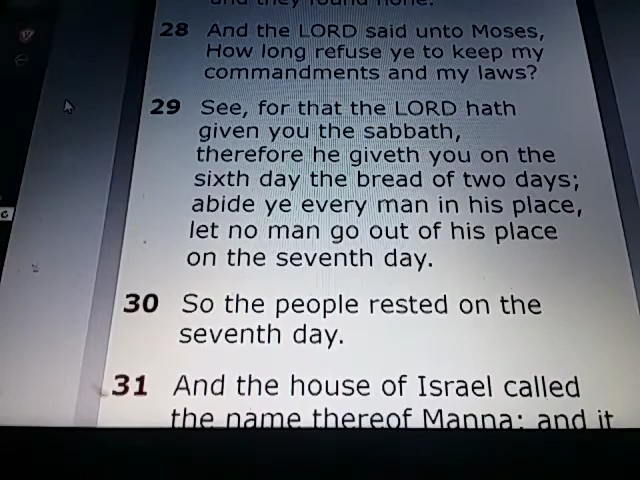 and they found none.
28 And the LORD said unto Moses,
How long refuse ye to keep my
commandments and my laws?
29 See, for that the LORD hath
given you the sabbath,
therefore he giveth you on the
sixth day the bread of two days;
abide ye every man in his place,
let no man go out of his place
on the seventh day.
30 So the people rested on the
seventh day.
31 And the house of Israel called
the name thereof Manna: and it